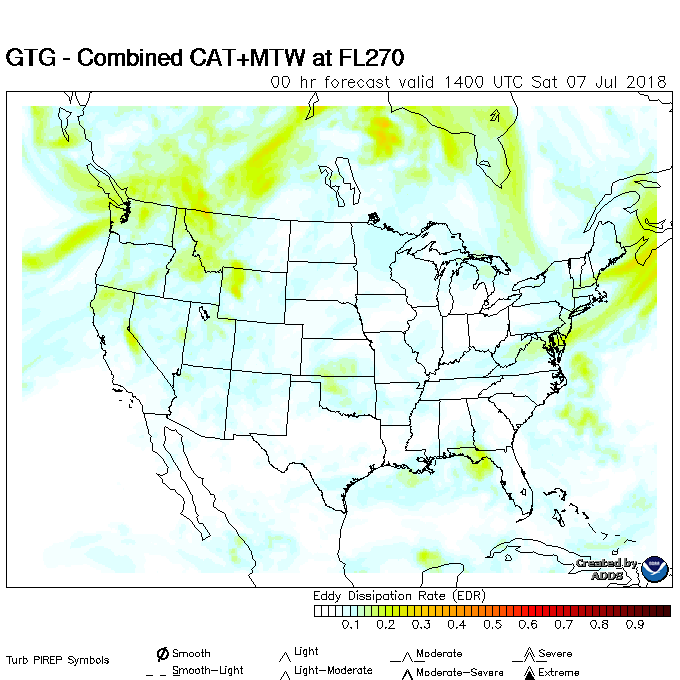 GTG - Combined CAT+MTW at FL270
00 hr forecast valid 1400 UTC Sat 07 Jul 2018
Created by
ADDS
Eddy Dissipation Rate (EDR)
0.1 0.2 0.3 0.4 0.5 0.6 0.7 0.8 0.9
Turb PIREP Symbols
Smooth Light Moderate Severe
Smooth-Light Light-Moderate Moderate-Severe Extreme